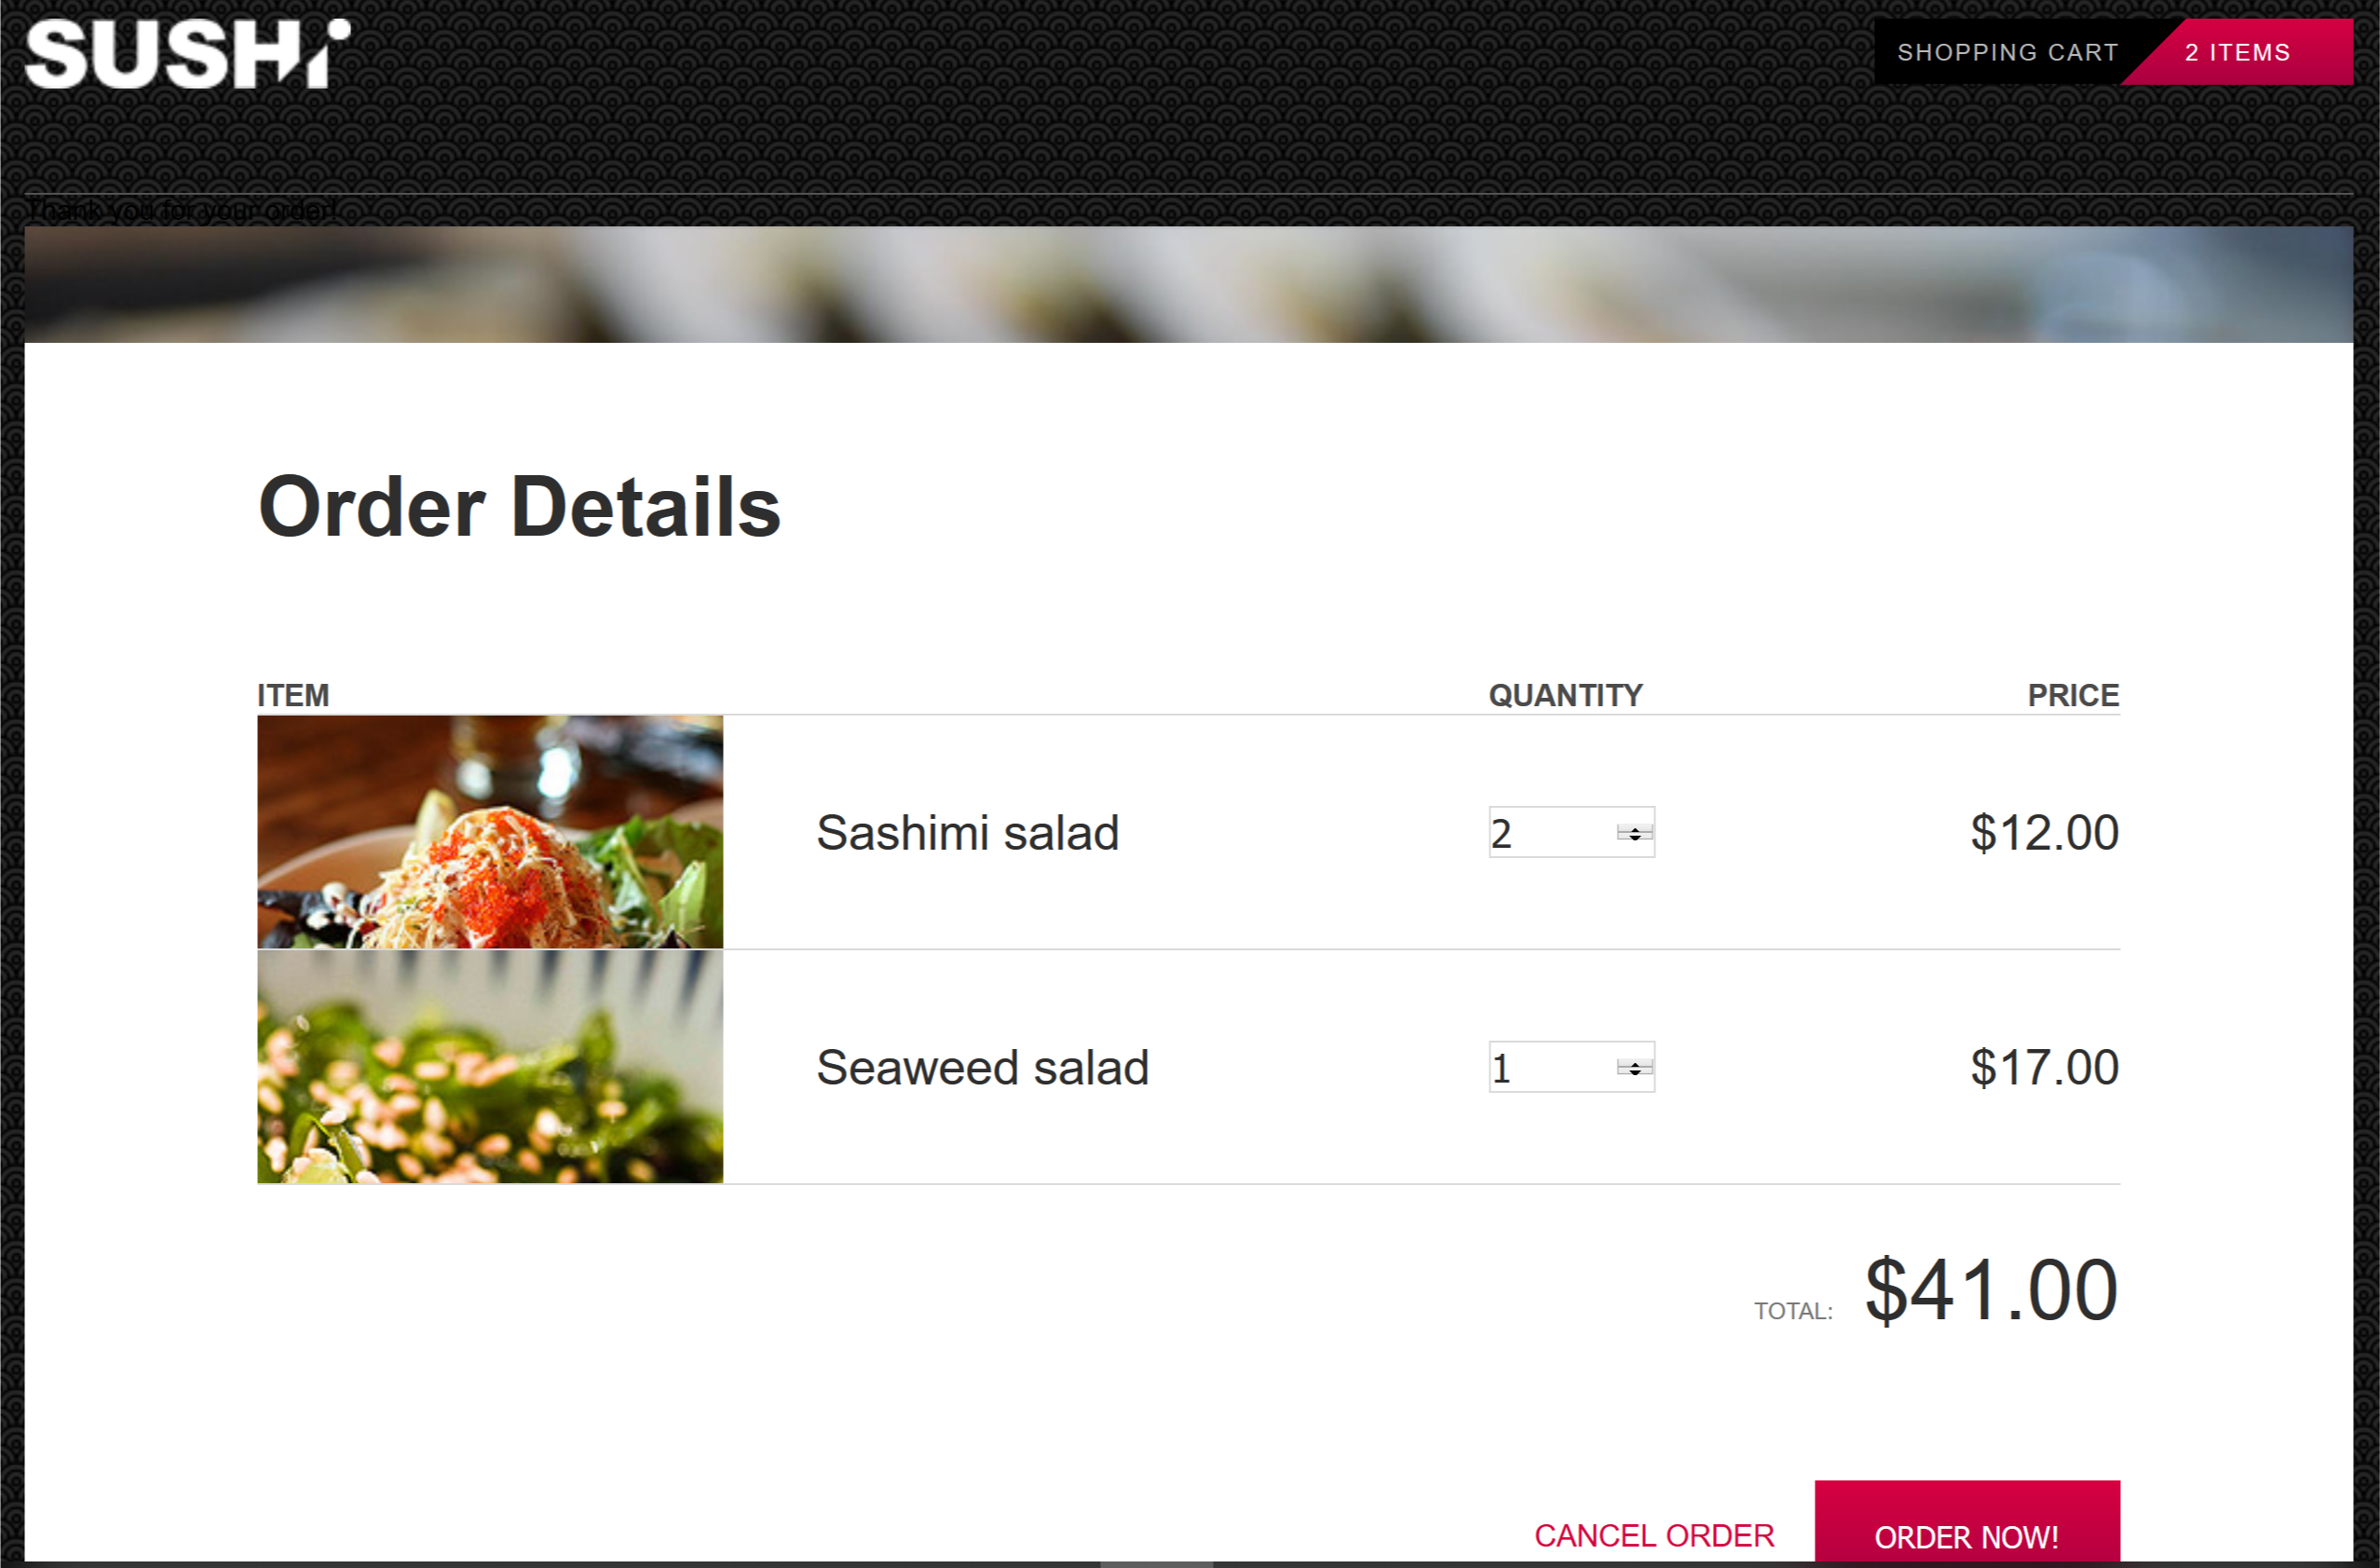 SUSHi
SHOPPING CART 2 ITEMS
Thank you for your order!
Order Details
ITEM QUANTITY PRICE
Sashimi salad 2 $12.00
Seaweed salad 1 $17.00
TOTAL: $41.00
CANCEL ORDER ORDER NOW!